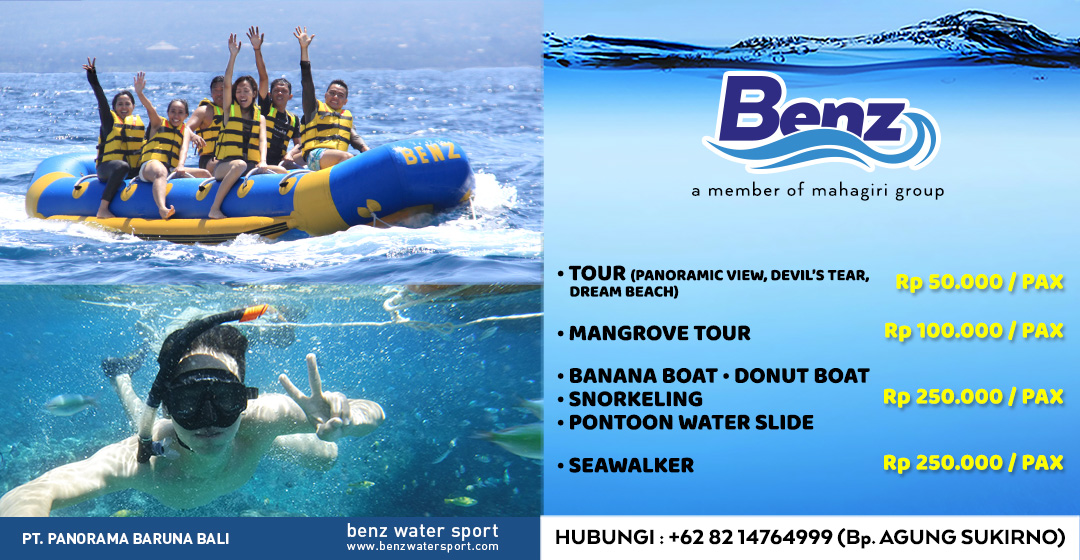 BENZ
Benz
a member of mahagiri group
• TOUR (PANORAMIC VIEW, DEVIL'S TEAR,
DREAM BEACH)
Rp 50.000 / PAX
• MANGROVE TOUR
Rp 100.000 / PAX
• BANANA BOAT • DONUT BOAT
• SNORKELING
• PONTOON WATER SLIDE
Rp 250.000 / PAX
• SEAWALKER
Rp 250.000 / PAX
PT. PANORAMA BARUNA BALI
benz water sport
www.benzwatersport.com
HUBUNGI : +62 82 14764999 (Bp. AGUNG SUKIRNO)